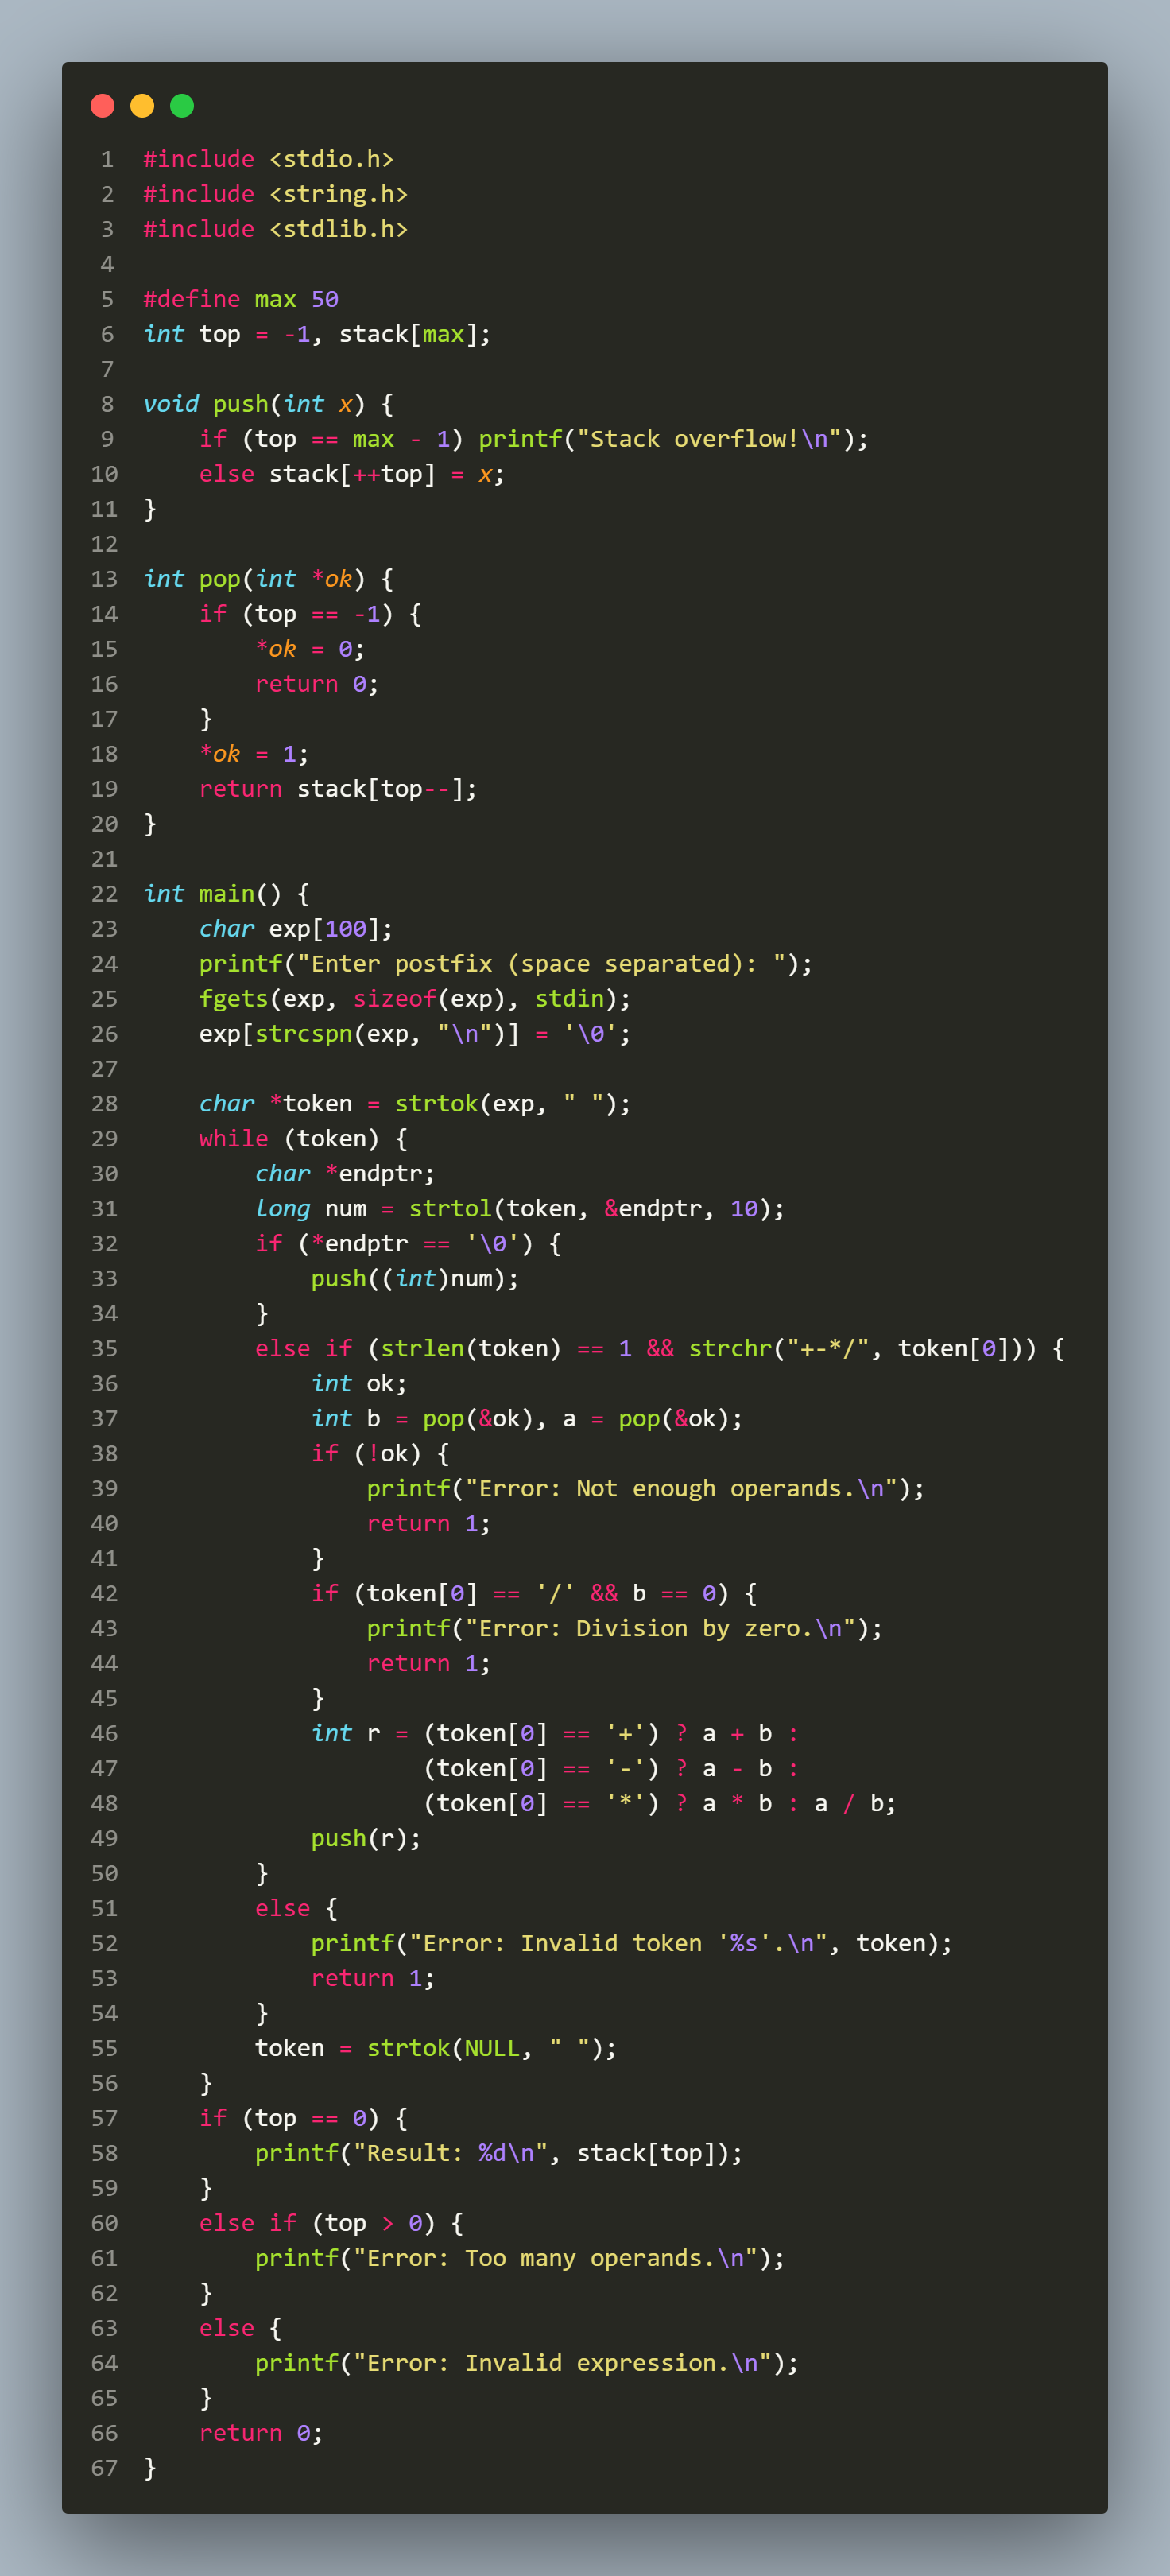 1 #include <stdio.h>
2 #include <string.h>
3 #include <stdlib.h>
4
5 #define max 50
6 int top = -1, stack[max];
7
8 void push(int x) {
9     if (top == max - 1) printf("Stack overflow!\n");
10     else stack[++top] = x;
11 }
12
13 int pop(int *ok) {
14     if (top == -1) {
15         *ok = 0;
16         return 0;
17     }
18     *ok = 1;
19     return stack[top--];
20 }
21
22 int main() {
23     char exp[100];
24     printf("Enter postfix (space separated): ");
25     fgets(exp, sizeof(exp), stdin);
26     exp[strcspn(exp, "\n")] = '\0';
27
28     char *token = strtok(exp, " ");
29     while (token) {
30         char *endptr;
31         long num = strtol(token, &endptr, 10);
32         if (*endptr == '\0') {
33             push((int)num);
34         }
35         else if (strlen(token) == 1 && strchr("+-*/", token[0])) {
36             int ok;
37             int b = pop(&ok), a = pop(&ok);
38             if (!ok) {
39                 printf("Error: Not enough operands.\n");
40                 return 1;
41             }
42             if (token[0] == '/' && b == 0) {
43                 printf("Error: Division by zero.\n");
44                 return 1;
45             }
46             int r = (token[0] == '+') ? a + b :
47                     (token[0] == '-') ? a - b :
48                     (token[0] == '*') ? a * b : a / b;
49             push(r);
50         }
51         else {
52             printf("Error: Invalid token '%s'.\n", token);
53             return 1;
54         }
55         token = strtok(NULL, " ");
56     }
57     if (top == 0) {
58         printf("Result: %d\n", stack[top]);
59     }
60     else if (top > 0) {
61         printf("Error: Too many operands.\n");
62     }
63     else {
64         printf("Error: Invalid expression.\n");
65     }
66     return 0;
67 }